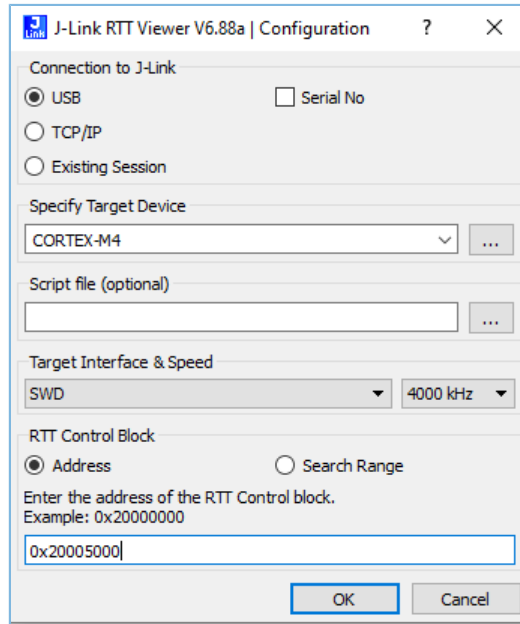 J-Link RTT Viewer V6.88a | Configuration ? X
Connection to J-Link
USB Serial No
TCP/IP
Existing Session
Specify Target Device
CORTEX-M4 ...
Script file (optional)
...
Target Interface & Speed
SWD 4000 kHz
RTT Control Block
Address Search Range
Enter the address of the RTT Control block.
Example: 0x20000000
0x20005000
OK Cancel